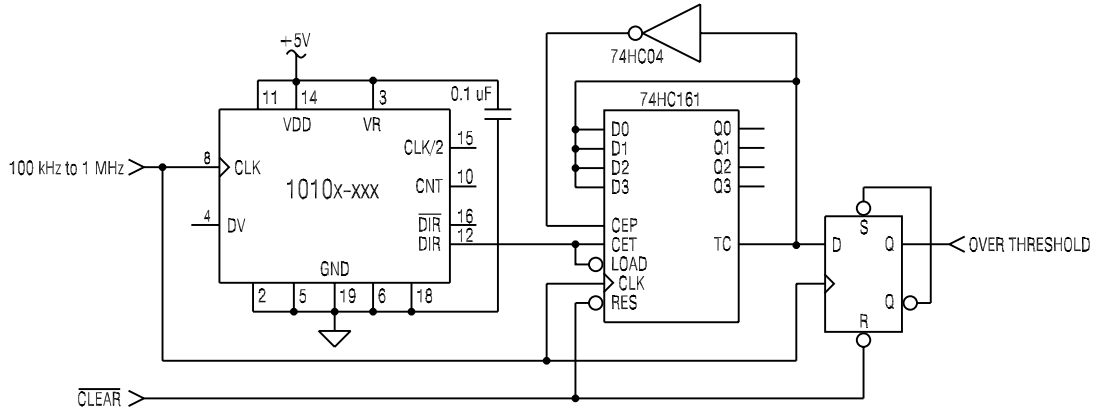 +5V
74HC04
11
14
3
0.1 uF
74HC161
VDD
VR
D0
Q0
CLK/2
15
D1
Q1
100 kHz to 1 MHz
8
CLK
D2
Q2
1010x-xxx
CNT
10
D3
Q3
4
DV
DIR
16
CEP
S
DIR
12
CET
TC
D
Q
OVER THRESHOLD
GND
LOAD
CLK
2
5
19
6
18
RES
Q
R
CLEAR